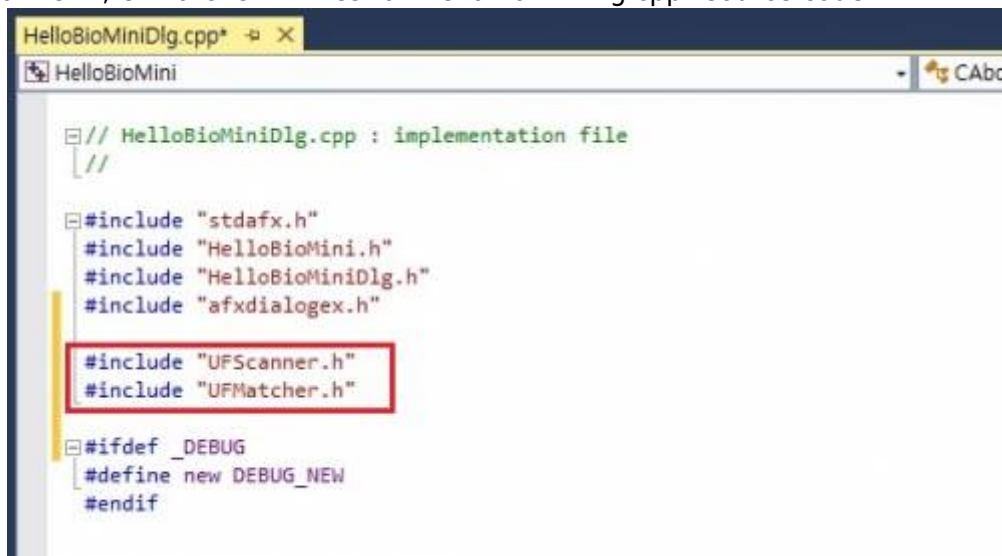 HelloBioMiniDlg.cpp*
HelloBioMini
// HelloBioMiniDlg.cpp : implementation file
//
#include "stdafx.h"
#include "HelloBioMini.h"
#include "HelloBioMiniDlg.h"
#include "afxdialogex.h"
#include "UFScanner.h"
#include "UFMatcher.h"
#ifdef _DEBUG
#define new DEBUG_NEW
#endif